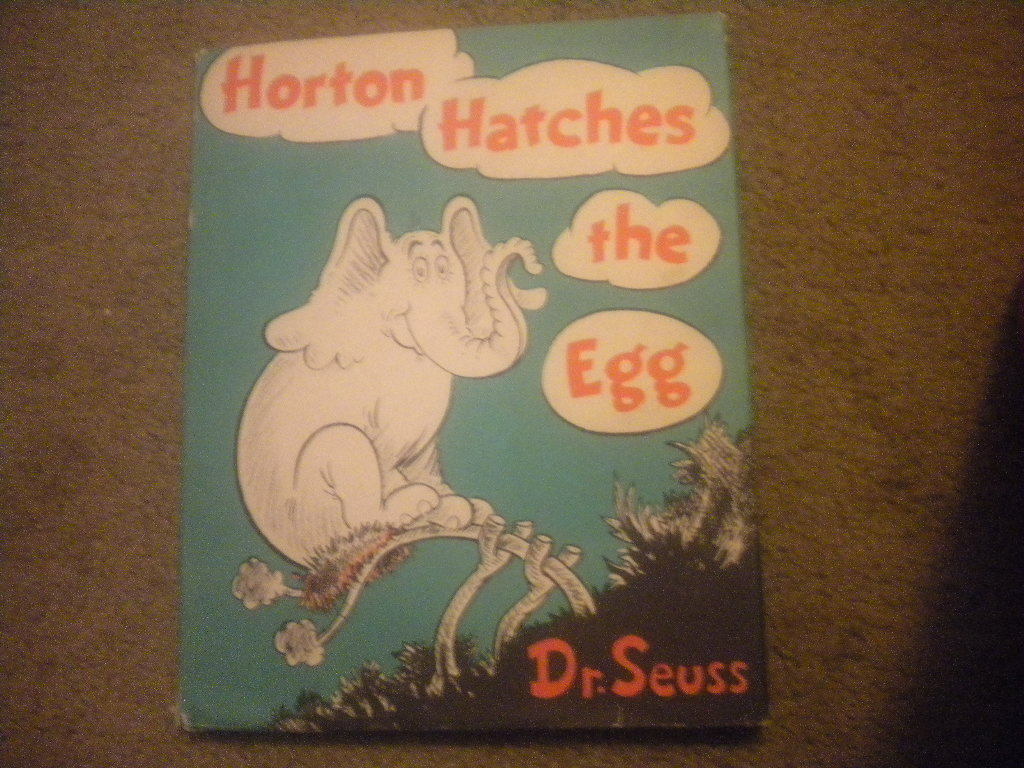 Horton
Hatches
the
Egg
Dr. Seuss